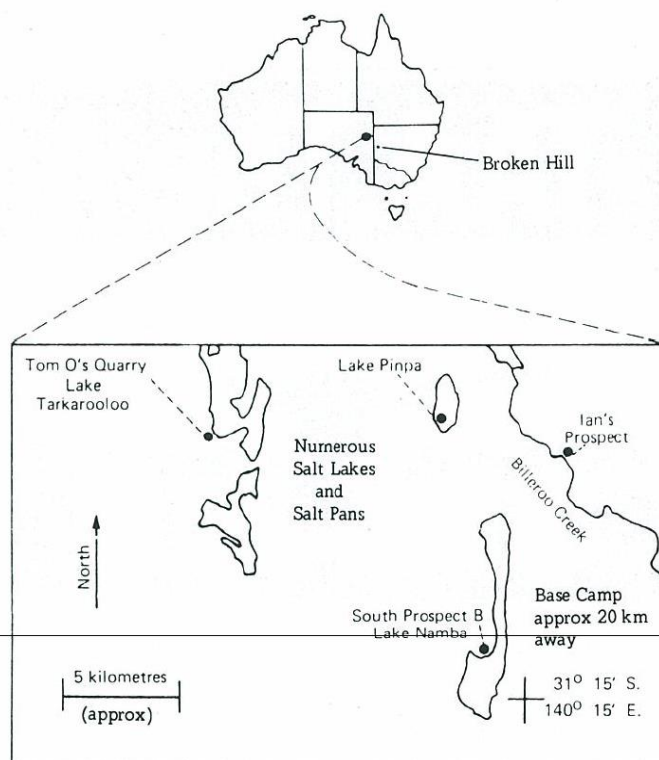 Broken Hill
Tom O's Quarry
Lake
Tarkarooloo
Lake Pinpa
Ian's
Prospect
Numerous
Salt Lakes
and
Salt Pans
Billeroo Creek
North
South Prospect B
Lake Namba
Base Camp
approx 20 km
away
5 kilometres
(approx)
31° 15' S.
140° 15' E.